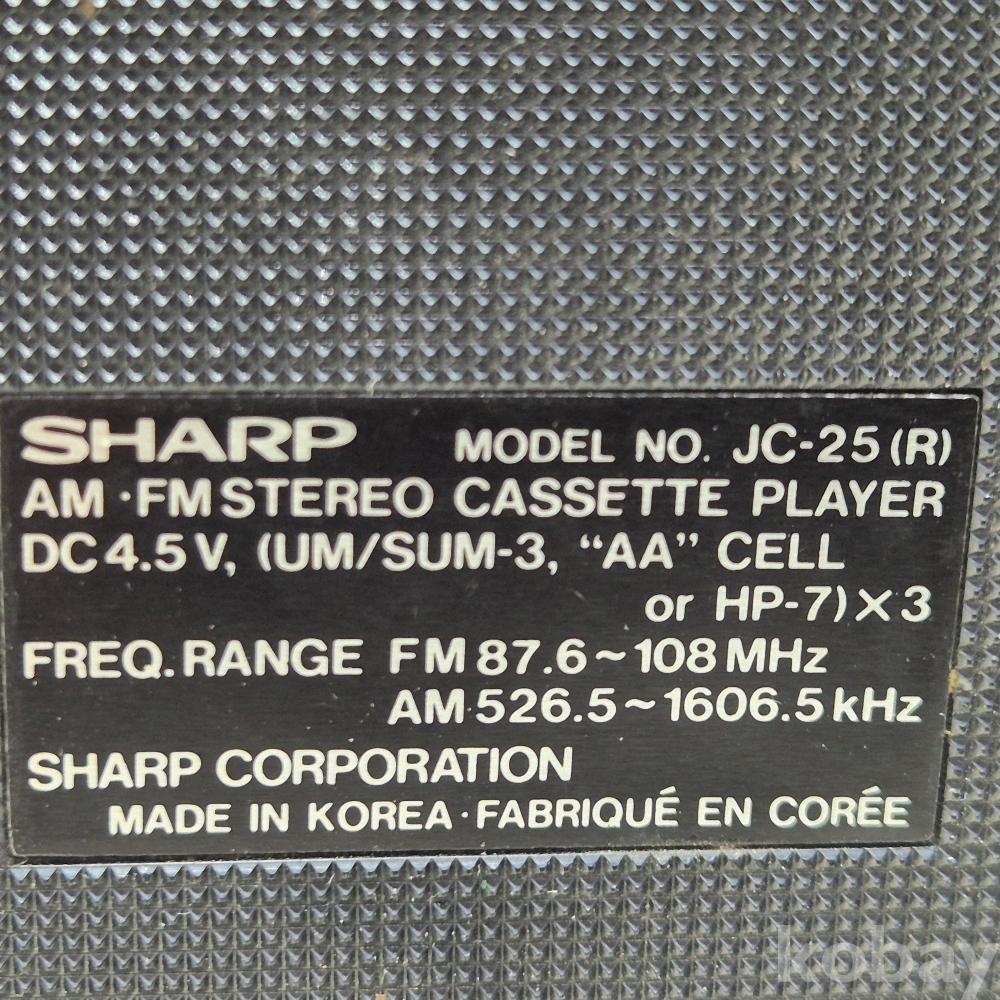 SHARP MODEL NO. JC-25 (R)
AM·FM STEREO CASSETTE PLAYER
DC 4.5 V, (UM/SUM-3, “AA” CELL
or HP-7) × 3
FREQ. RANGE FM 87.6~108 MHz
AM 526.5~1606.5 kHz
SHARP CORPORATION
MADE IN KOREA·FABRIQUÉ EN CORÉE
kobay